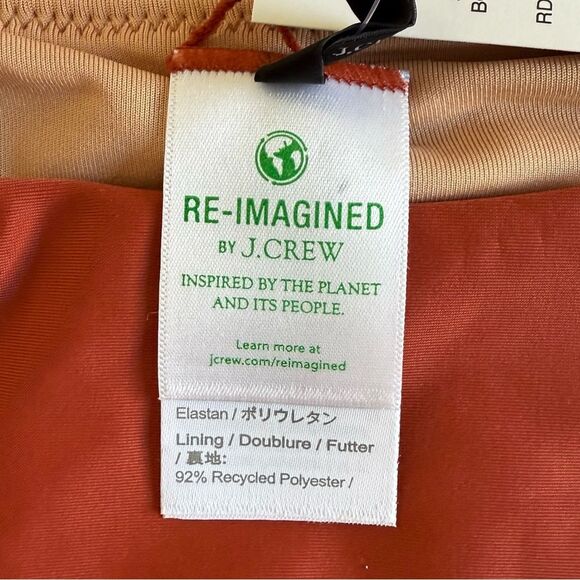 B
RD
J.C
RE-IMAGINED
BY J.CREW
INSPIRED BY THE PLANET
AND ITS PEOPLE.
Learn more at
jcrew.com/reimagined
Elastan / ポリウレタン
Lining / Doublure / Futter
/ 裏地:
92% Recycled Polyester /